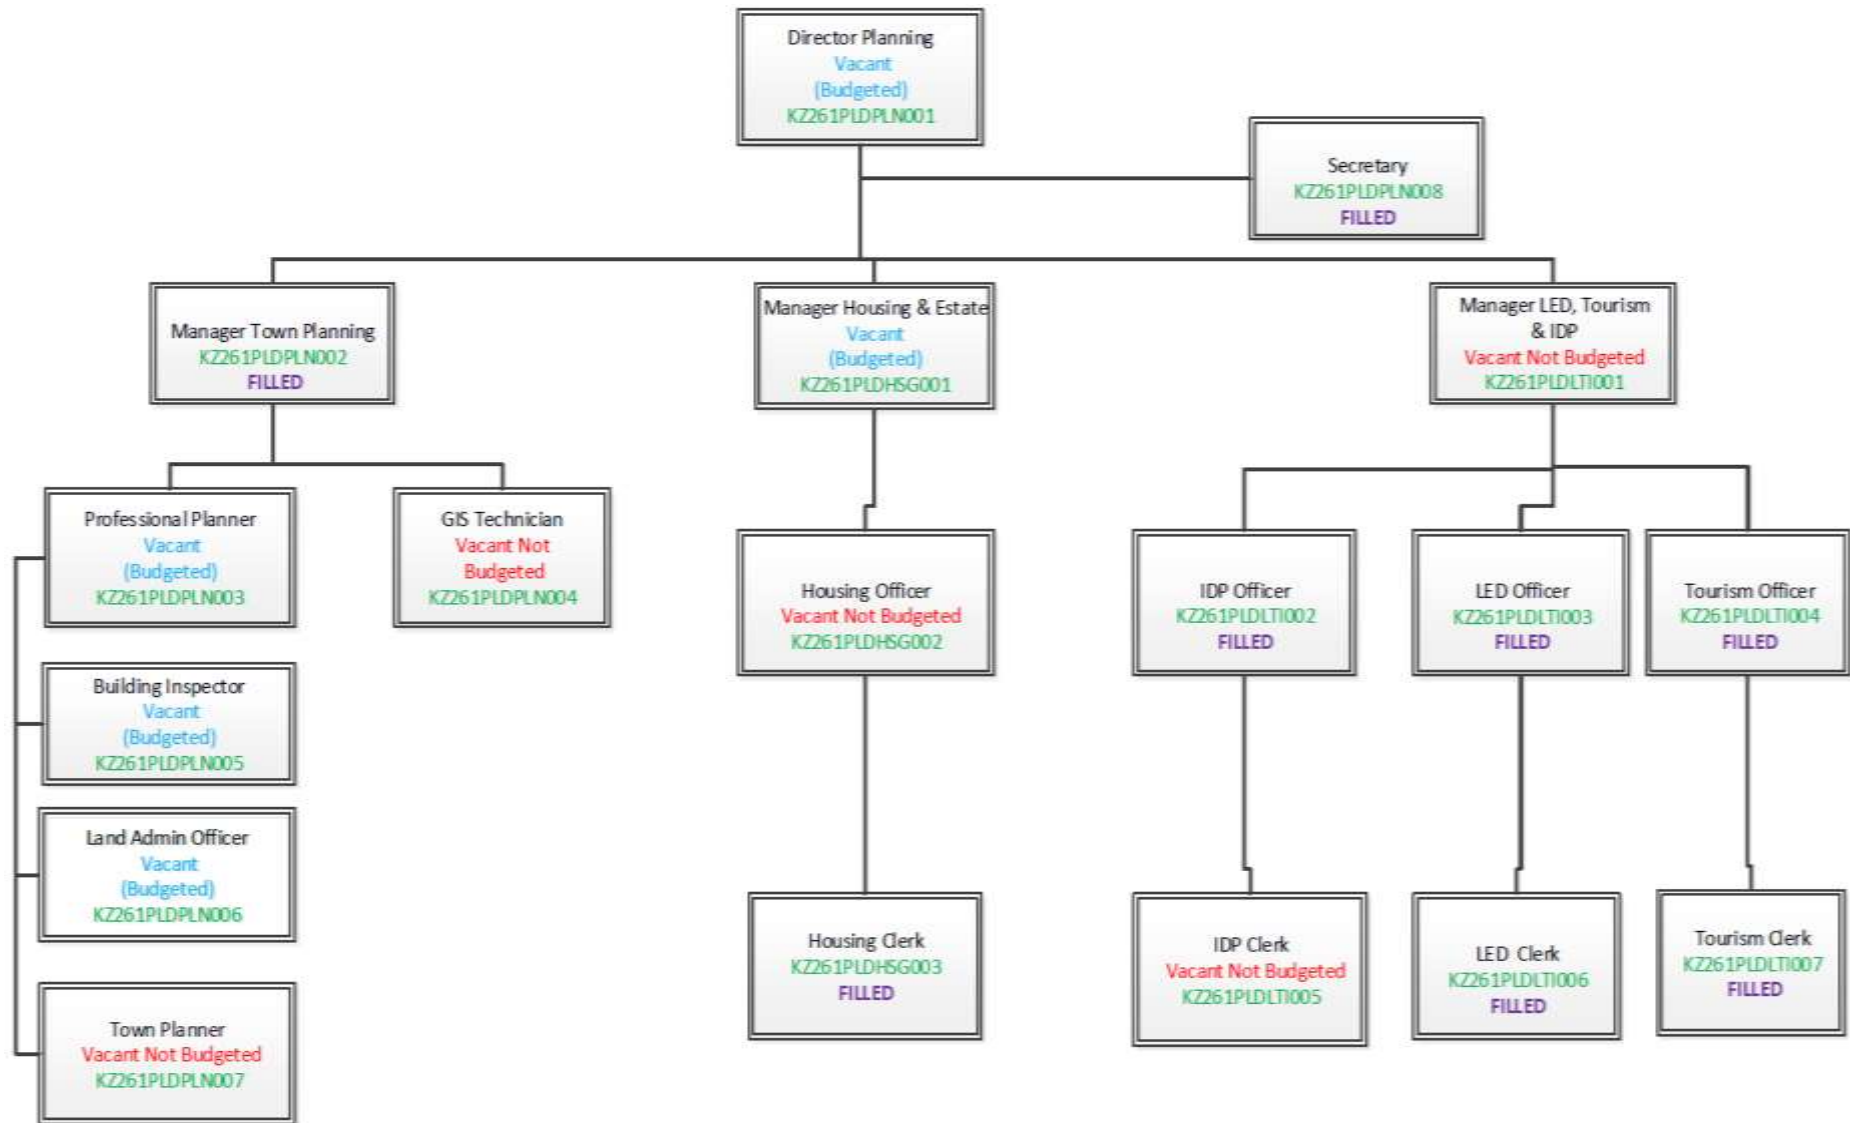 Director Planning
Vacant
(Budgeted)
KZ261PLDPLN001
Secretary
KZ261PLDPLN008
FILLED
Manager Town Planning
KZ261PLDPLN002
FILLED
Manager Housing & Estate
Vacant
(Budgeted)
KZ261PLDHSG001
Manager LED, Tourism
& IDP
Vacant Not Budgeted
KZ261PLDLTI001
Professional Planner
Vacant
(Budgeted)
KZ261PLDPLN003
GIS Technician
Vacant Not
Budgeted
KZ261PLDPLN004
Housing Officer
Vacant Not Budgeted
KZ261PLDHSG002
IDP Officer
KZ261PLDLTI002
FILLED
LED Officer
KZ261PLDLTI003
FILLED
Tourism Officer
KZ261PLDLTI004
FILLED
Building Inspector
Vacant
(Budgeted)
KZ261PLDPLN005
Land Admin Officer
Vacant
(Budgeted)
KZ261PLDPLN006
Housing Clerk
KZ261PLDHSG003
FILLED
IDP Clerk
Vacant Not Budgeted
KZ261PLDLTI005
LED Clerk
KZ261PLDLTI006
FILLED
Tourism Clerk
KZ261PLDLTI007
FILLED
Town Planner
Vacant Not Budgeted
KZ261PLDPLN007